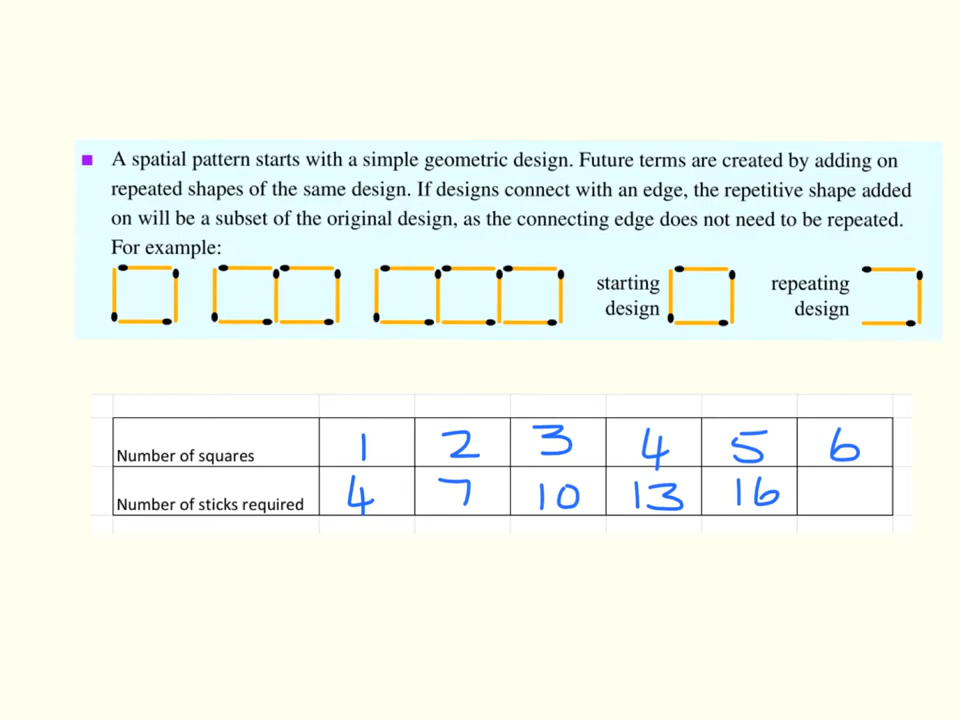 A spatial pattern starts with a simple geometric design. Future terms are created by adding on
repeated shapes of the same design. If designs connect with an edge, the repetitive shape added
on will be a subset of the original design, as the connecting edge does not need to be repeated.
For example:
starting
design
repeating
design
Number of squares 1 2 3 4 5 6
Number of sticks required 4 7 10 13 16